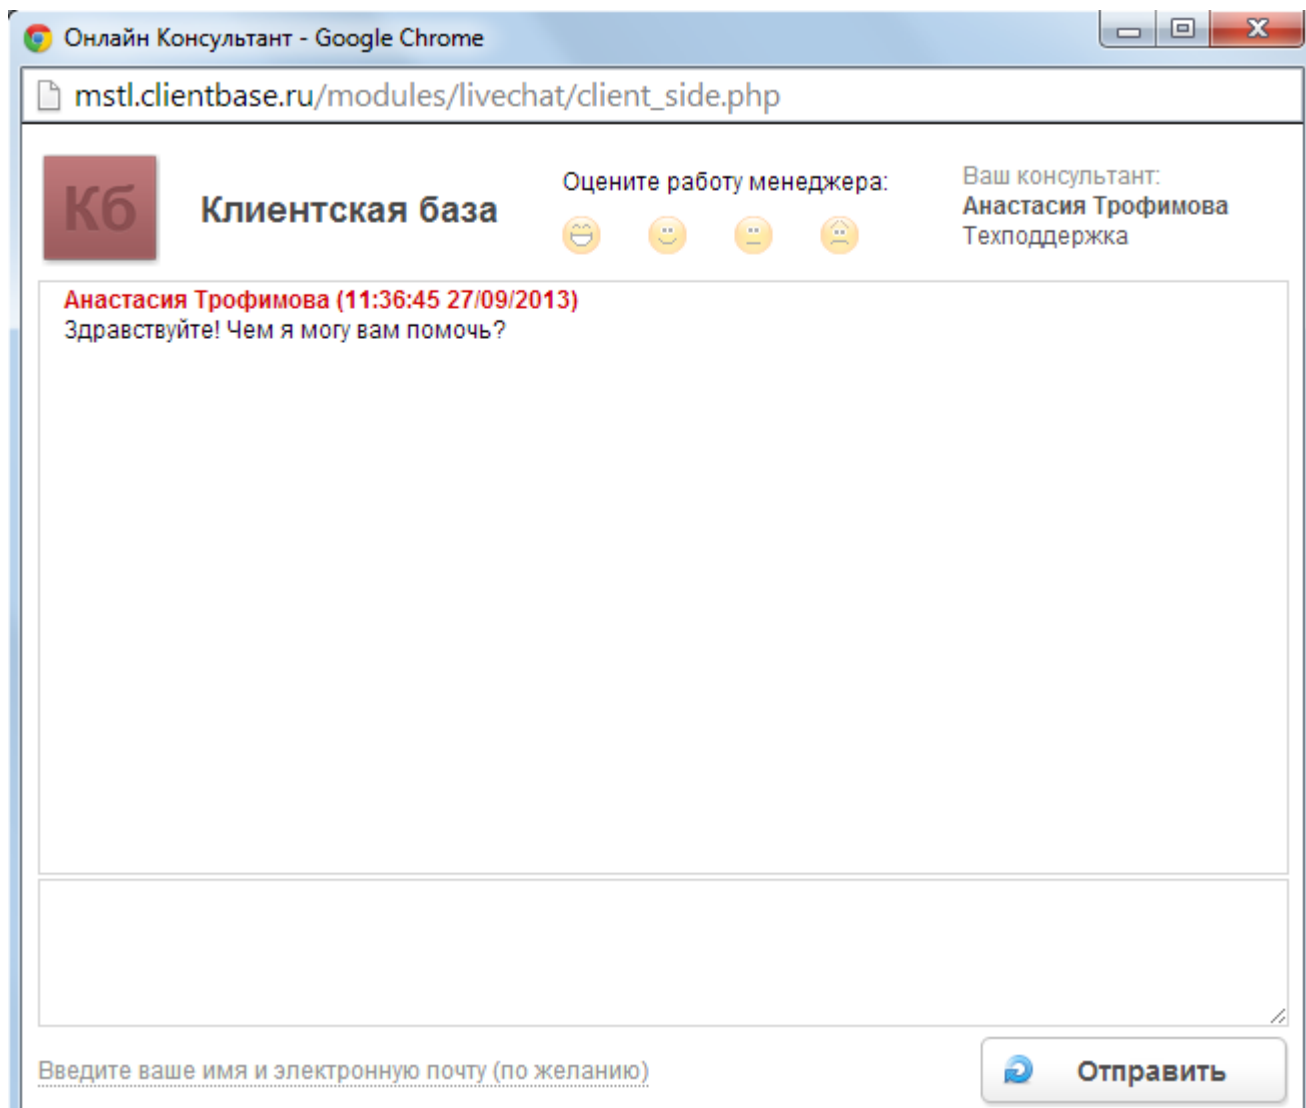 Онлайн Консультант - Google Chrome
mstl.clientbase.ru/modules/livechat/client_side.php
Кб
Клиентская база
Оцените работу менеджера:
Ваш консультант:
Анастасия Трофимова
Техподдержка
Анастасия Трофимова (11:36:45 27/09/2013)
Здравствуйте! Чем я могу вам помочь?
Введите ваше имя и электронную почту (по желанию)
Отправить